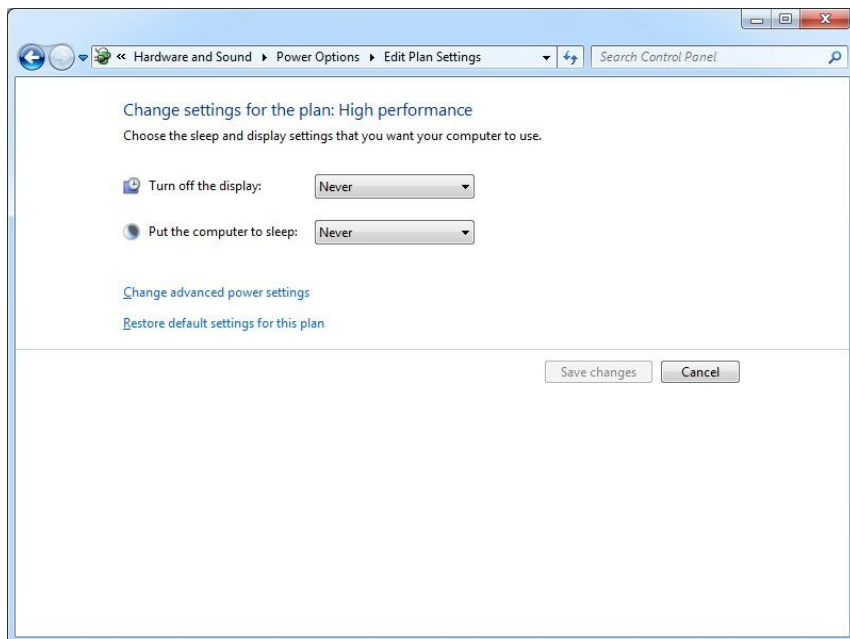 « Hardware and Sound ▸ Power Options ▸ Edit Plan Settings
Search Control Panel
Change settings for the plan: High performance
Choose the sleep and display settings that you want your computer to use.
Turn off the display: Never
Put the computer to sleep: Never
Change advanced power settings
Restore default settings for this plan
Save changes Cancel